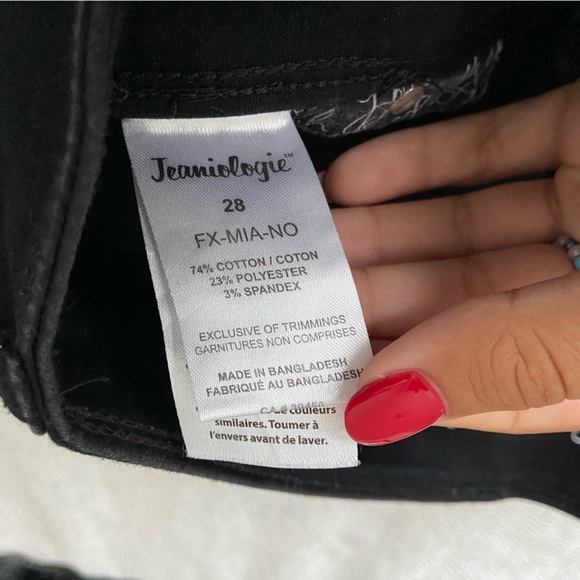 Jeaniologie™
28
FX-MIA-NO
74% COTTON / COTON
23% POLYESTER
3% SPANDEX
EXCLUSIVE OF TRIMMINGS
GARNITURES NON COMPRISES
MADE IN BANGLADESH
FABRIQUÉ AU BANGLADESH
couleurs
similaires. Toumer à
l'envers avant de laver.